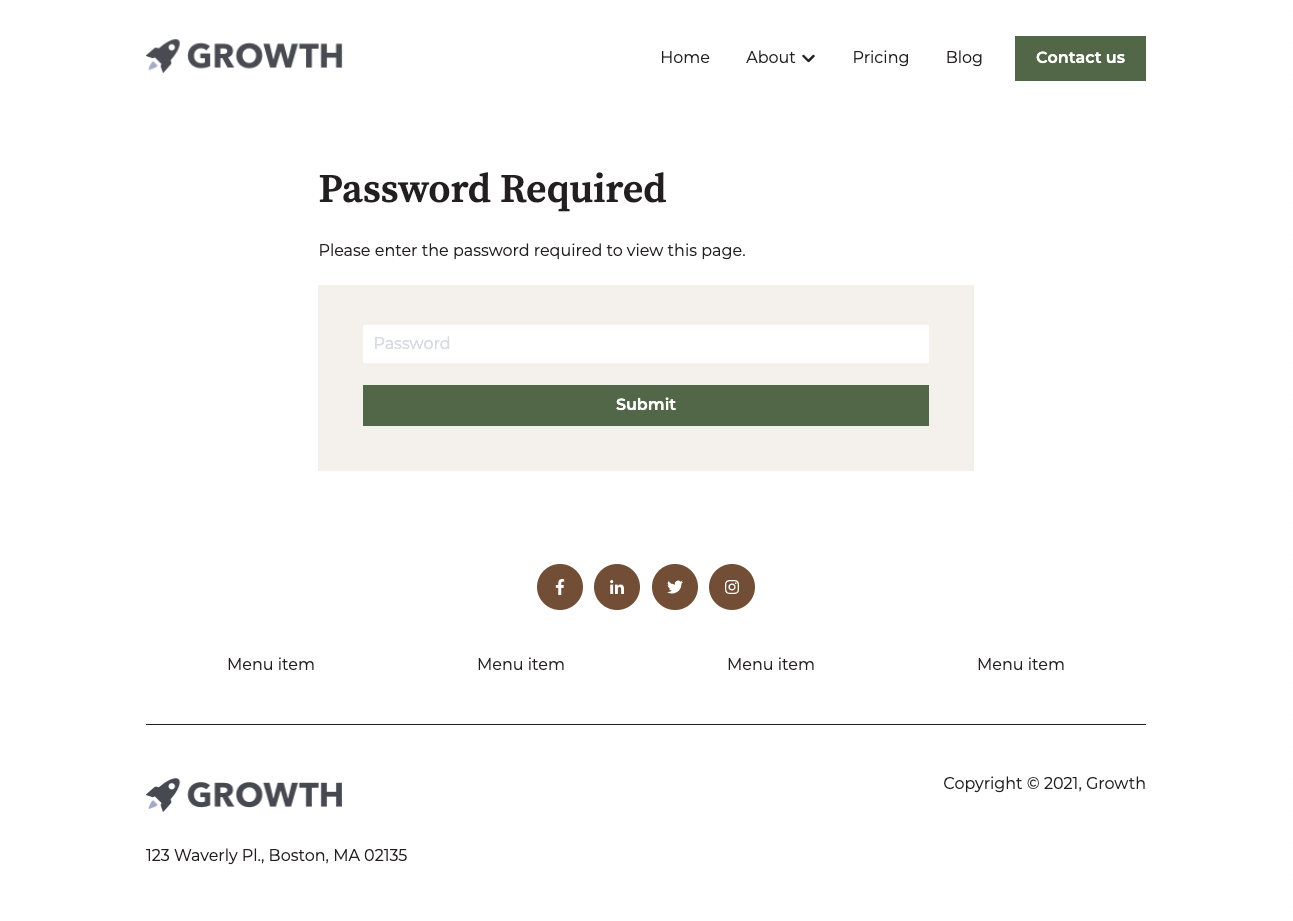 GROWTH
Home About Pricing Blog Contact us
Password Required
Please enter the password required to view this page.
Password
Submit
Menu item Menu item Menu item Menu item
GROWTH
Copyright © 2021, Growth
123 Waverly Pl., Boston, MA 02135